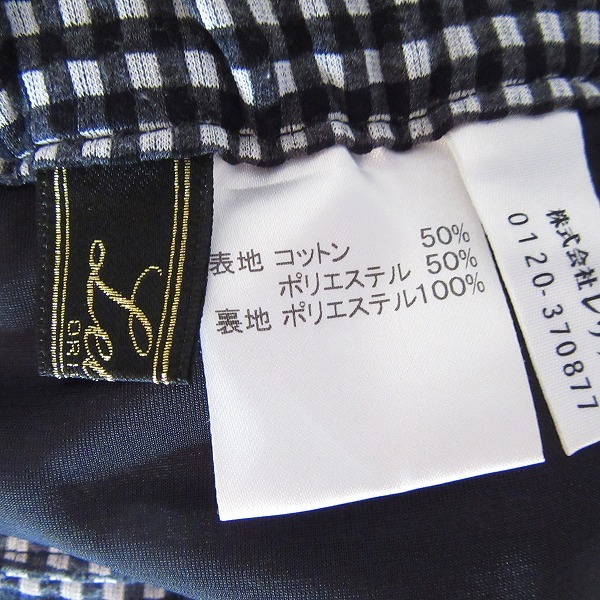 表地 コットン 50%
ポリエステル 50%
裏地 ポリエステル100%
株式会社レ
0120-370877